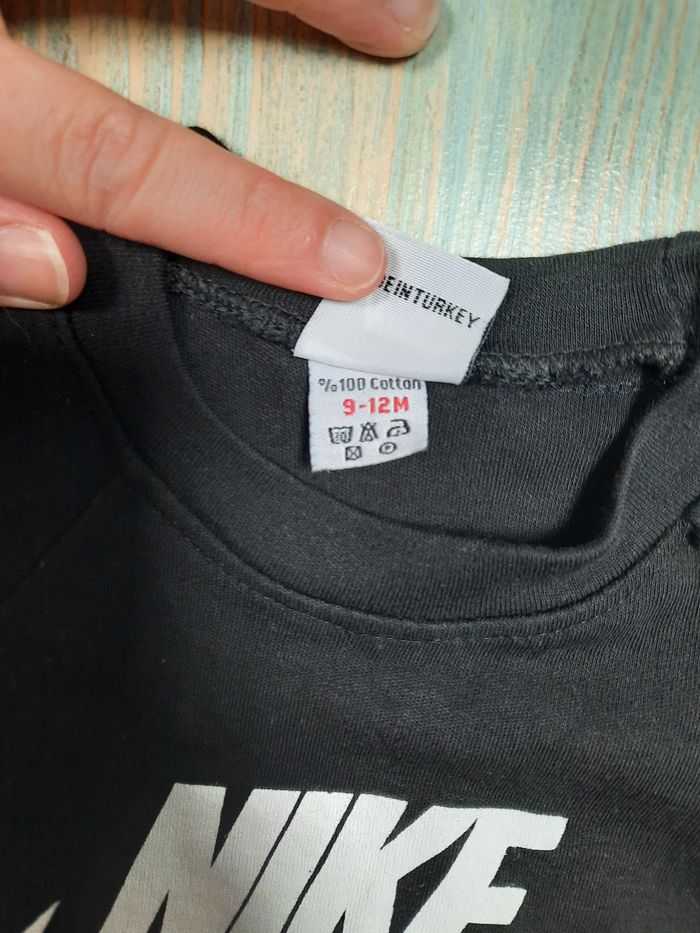 EINTURKEY
%100 Cotton
9-12M
NIKE